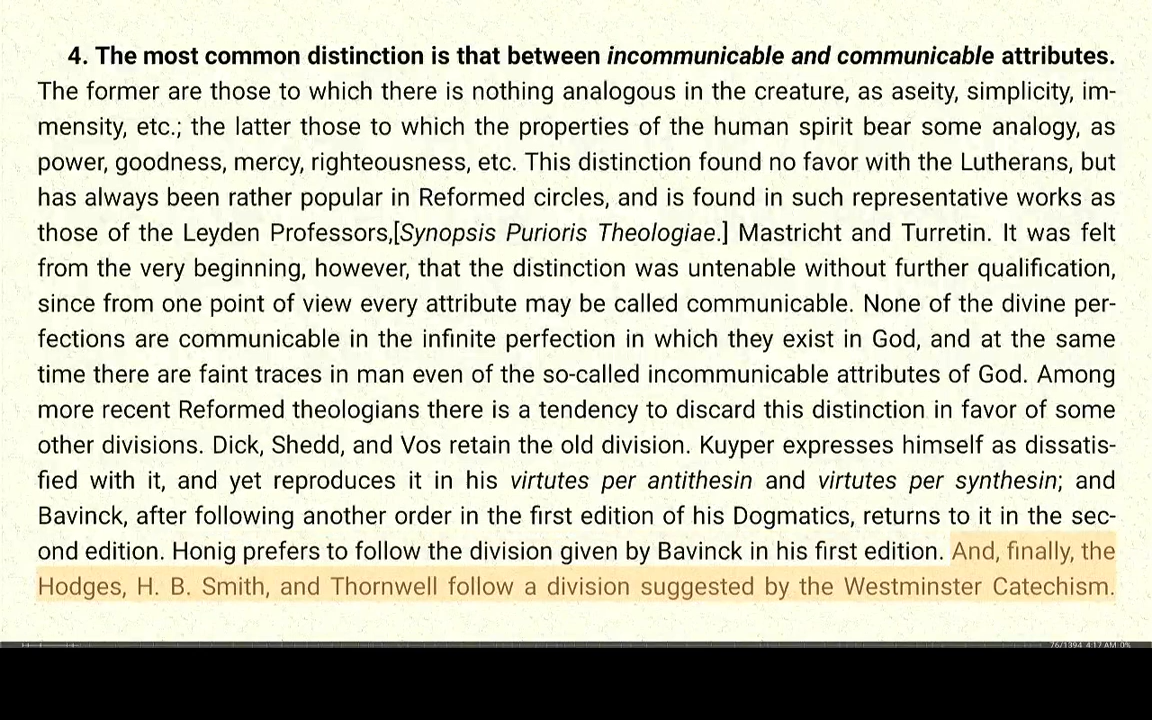 4. The most common distinction is that between incommunicable and communicable attributes.
The former are those to which there is nothing analogous in the creature, as aseity, simplicity, im-
mensity, etc.; the latter those to which the properties of the human spirit bear some analogy, as
power, goodness, mercy, righteousness, etc. This distinction found no favor with the Lutherans, but
has always been rather popular in Reformed circles, and is found in such representative works as
those of the Leyden Professors,[Synopsis Purioris Theologiae.] Mastricht and Turretin. It was felt
from the very beginning, however, that the distinction was untenable without further qualification,
since from one point of view every attribute may be called communicable. None of the divine per-
fections are communicable in the infinite perfection in which they exist in God, and at the same
time there are faint traces in man even of the so-called incommunicable attributes of God. Among
more recent Reformed theologians there is a tendency to discard this distinction in favor of some
other divisions. Dick, Shedd, and Vos retain the old division. Kuyper expresses himself as dissatis-
fied with it, and yet reproduces it in his virtutes per antithesin and virtutes per synthesin; and
Bavinck, after following another order in the first edition of his Dogmatics, returns to it in the sec-
ond edition. Honig prefers to follow the division given by Bavinck in his first edition. And, finally, the
Hodges, H. B. Smith, and Thornwell follow a division suggested by the Westminster Catechism.
76/1394 4:17 AM 0%